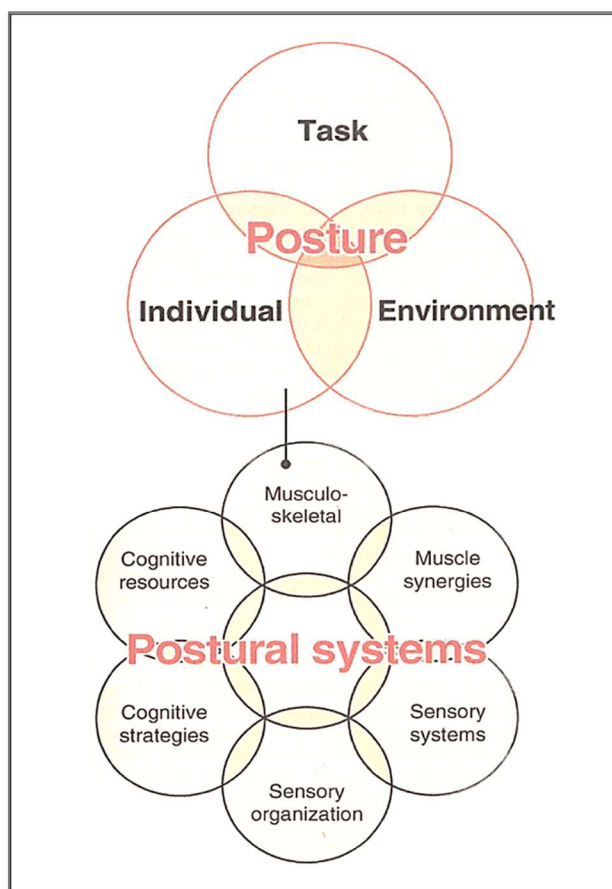 Task
Posture
Individual
Environment
Musculo-
skeletal
Cognitive
resources
Muscle
synergies
Postural systems
Cognitive
strategies
Sensory
systems
Sensory
organization